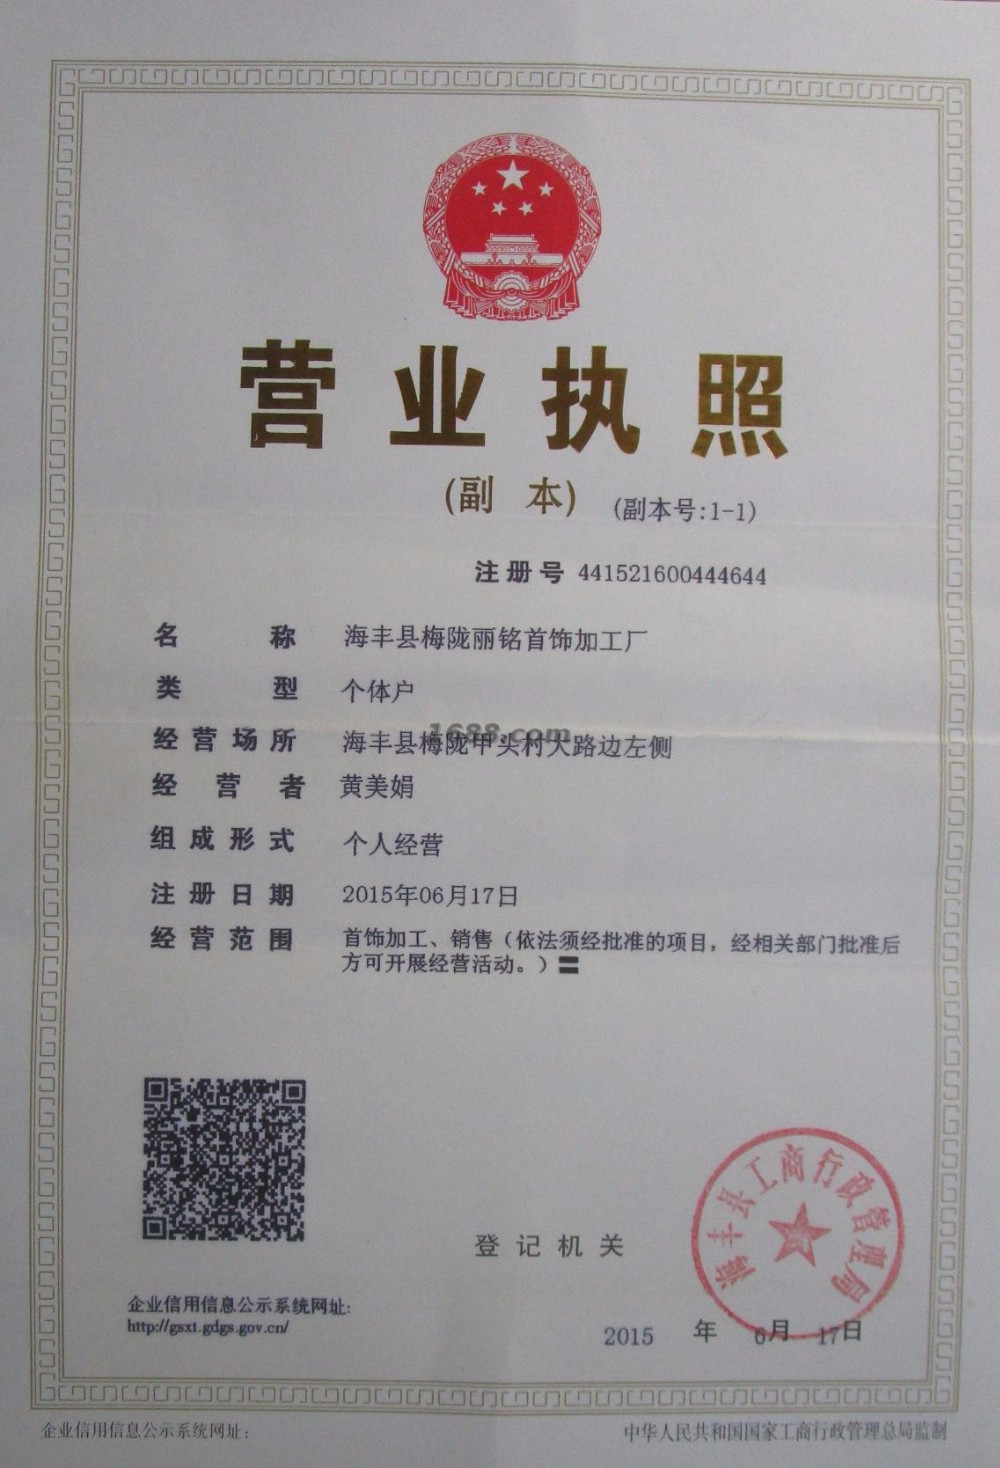 营业执照
(副 本) (副本号:1-1)
注册号 441521600444644
名称 海丰县梅陇丽铭首饰加工厂
类型 个体户
经营场所 海丰县梅陇甲头村大路边左侧
1688.com
经营者 黄美娟
组成形式 个人经营
注册日期 2015年06月17日
经营范围 首饰加工、销售（依法须经批准的项目，经相关部门批准后
方可开展经营活动。）〓
海丰县工商行政管理局
登记机关
企业信用信息公示系统网址:
http://gsxt.gdgs.gov.cn/
2015 年 6月 17日
企业信用信息公示系统网址:
中华人民共和国国家工商行政管理总局监制